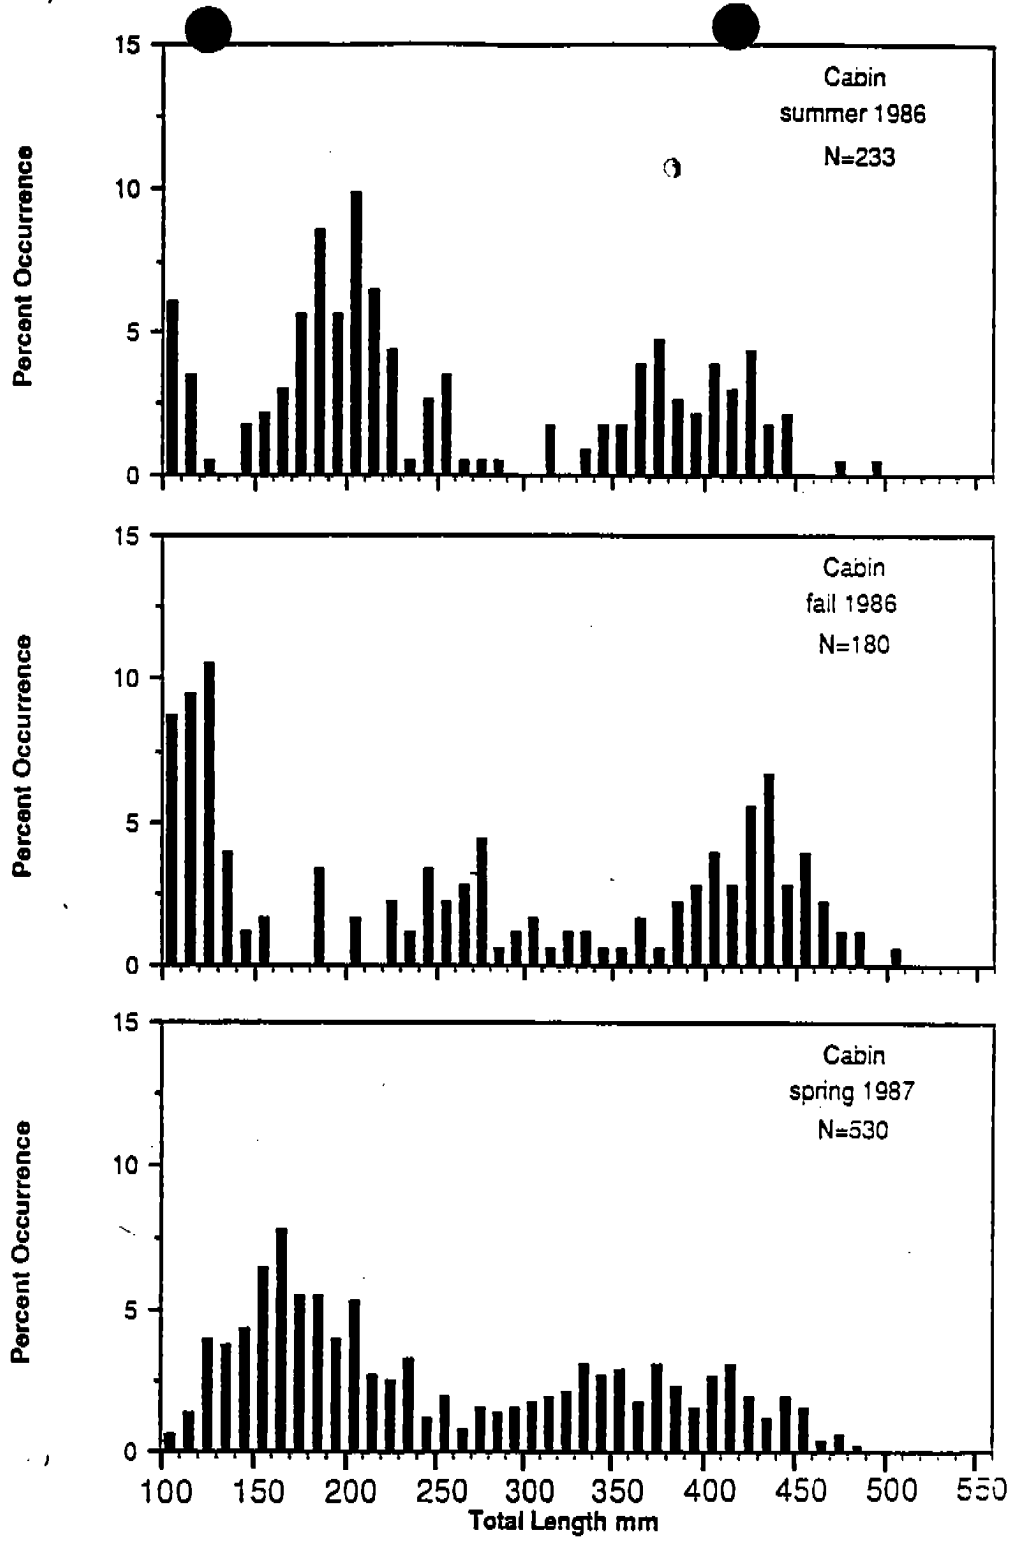 15
Cabin
summer 1986
N=233
10
Percent Occurrence
5
0
15
Cabin
fall 1986
N=180
10
Percent Occurrence
5
0
15
Cabin
spring 1987
N=530
10
Percent Occurrence
5
0
100 150 200 250 300 350 400 450 500 550
Total Length mm